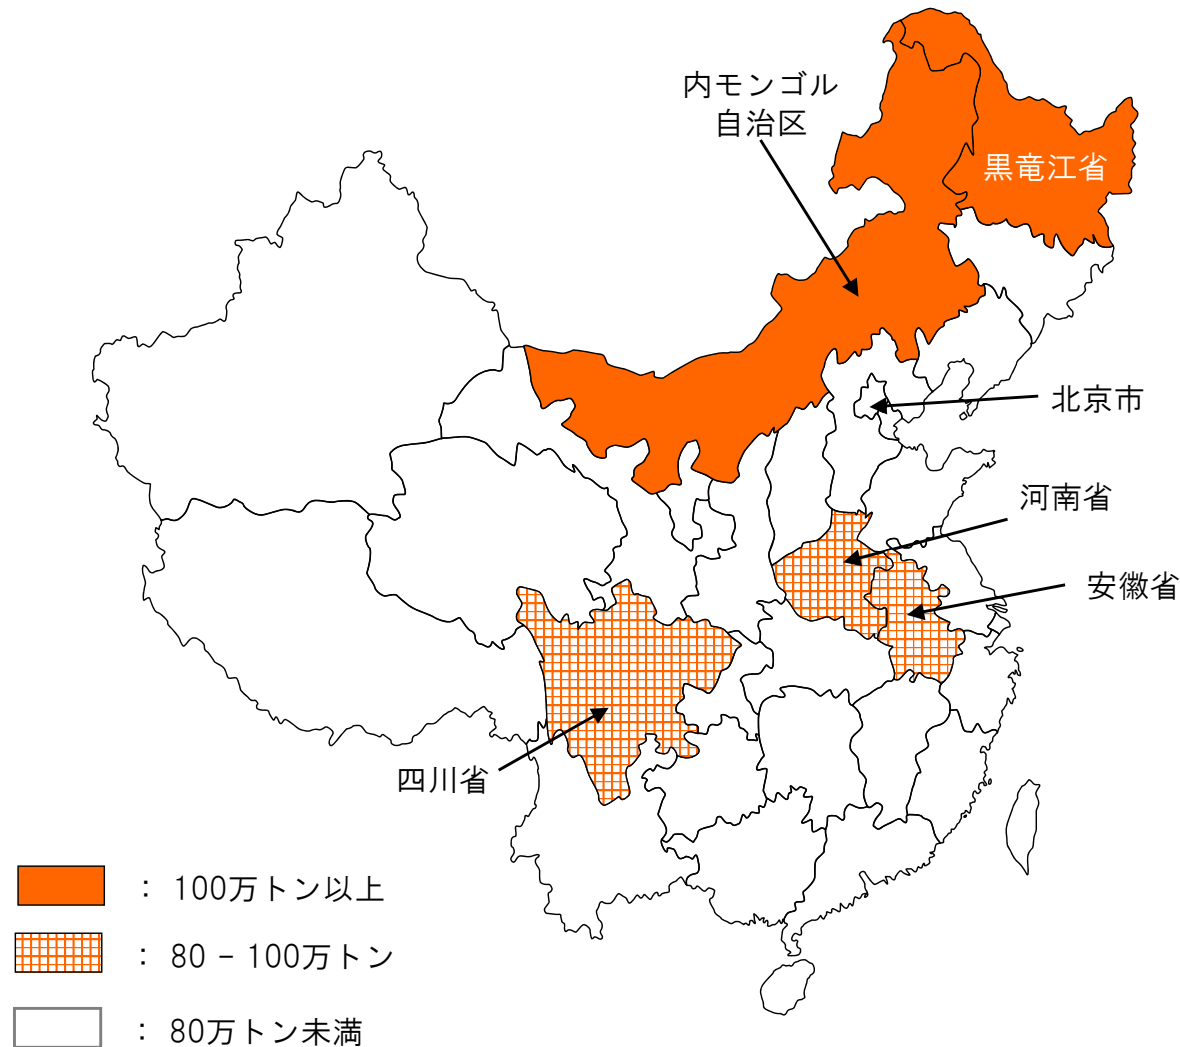 内モンゴル
自治区
黒竜江省
北京市
河南省
安徽省
四川省
： 100万トン以上
： 80 - 100万トン
： 80万トン未満